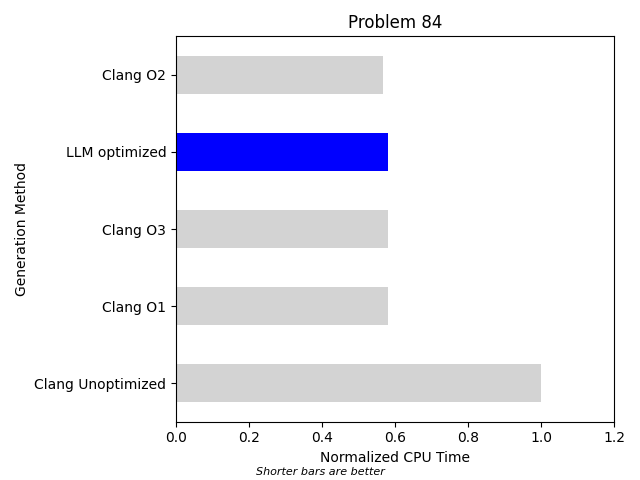 Problem 84
Clang O2
LLM optimized
Clang O3
Clang O1
Clang Unoptimized
Generation Method
0.0 0.2 0.4 0.6 0.8 1.0 1.2
Normalized CPU Time
Shorter bars are better